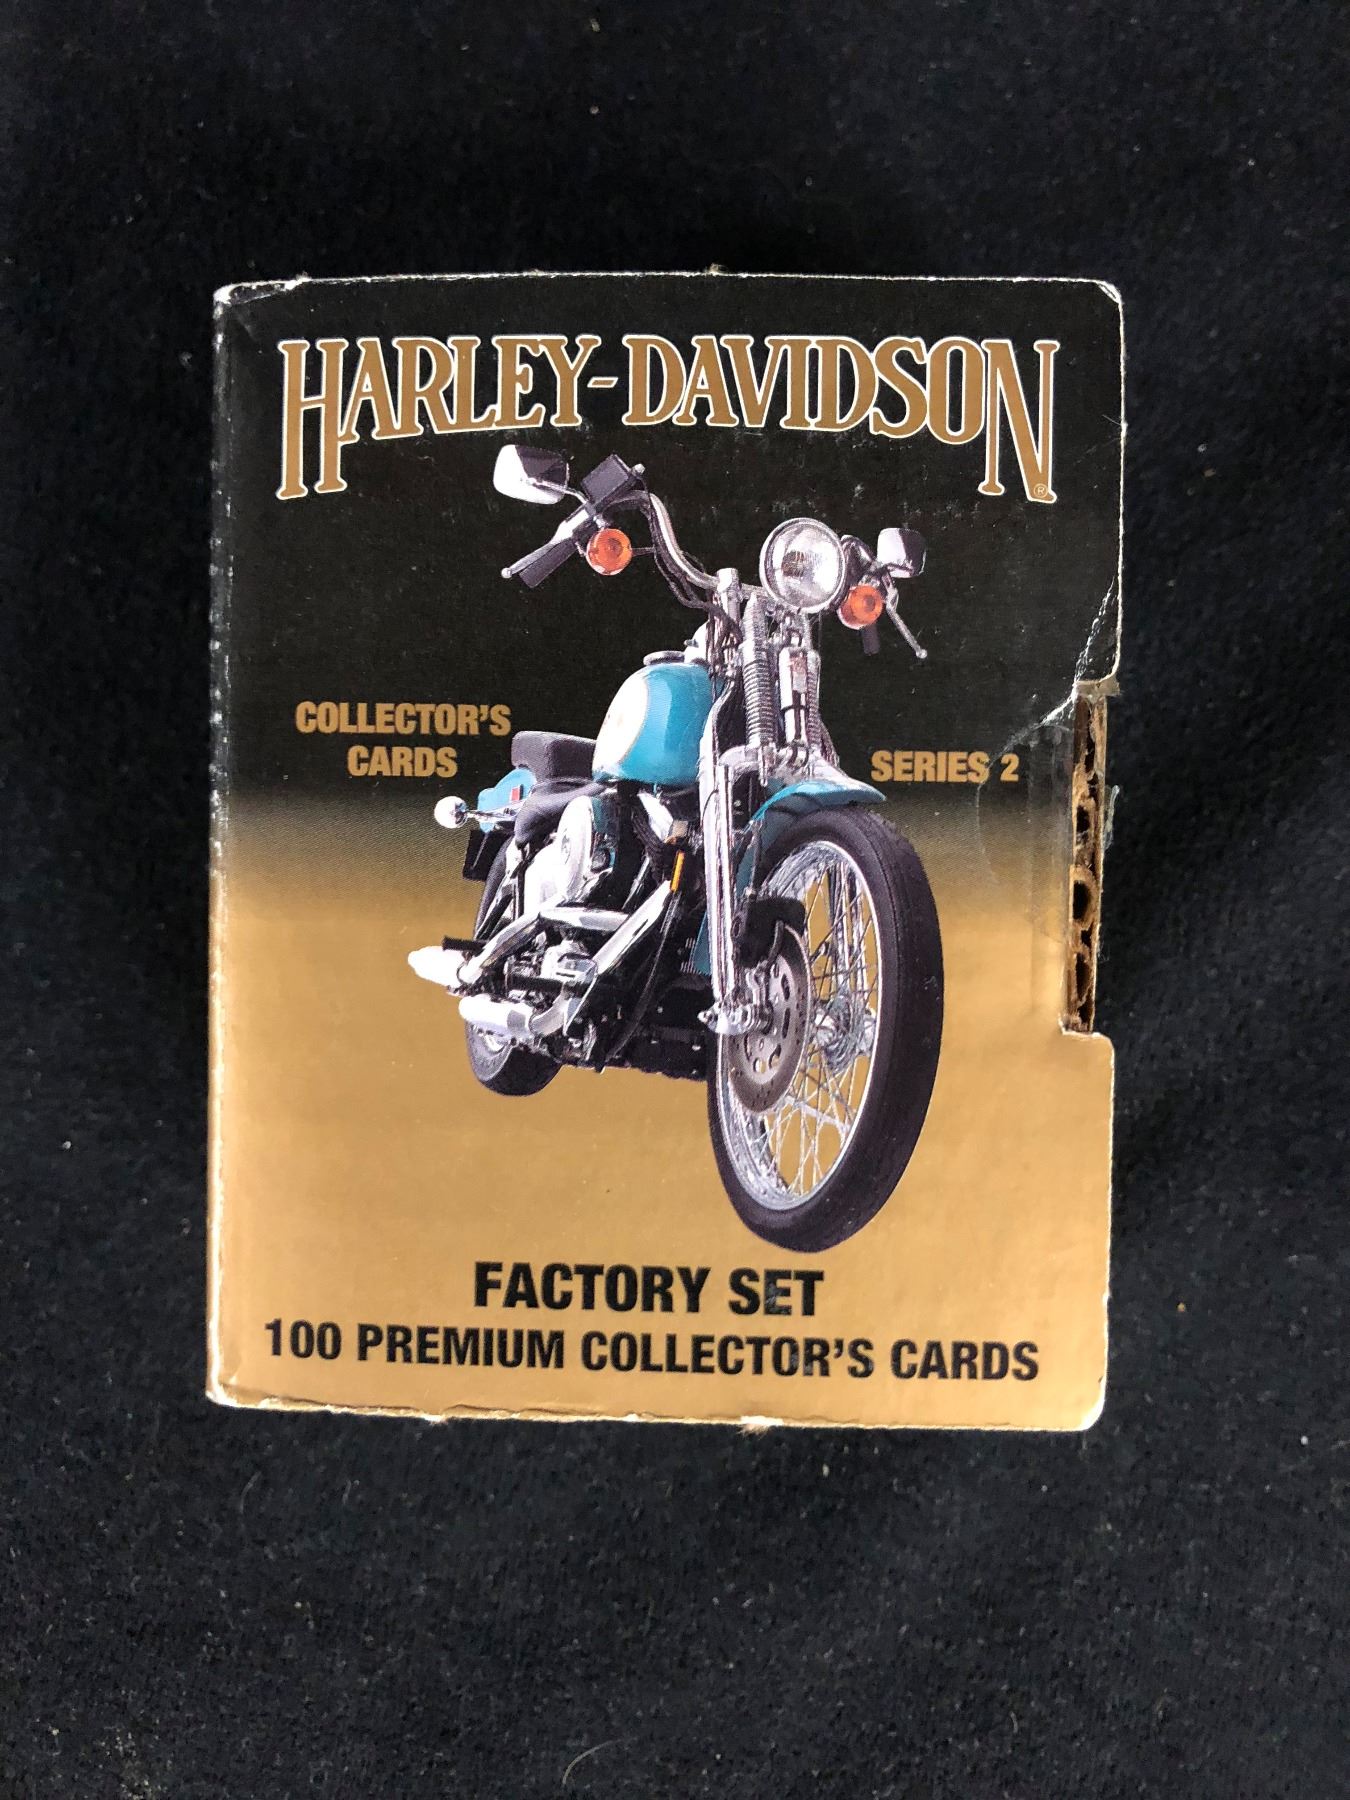 HARLEY-DAVIDSON®
COLLECTOR'S
CARDS
SERIES 2
FACTORY SET
100 PREMIUM COLLECTOR'S CARDS